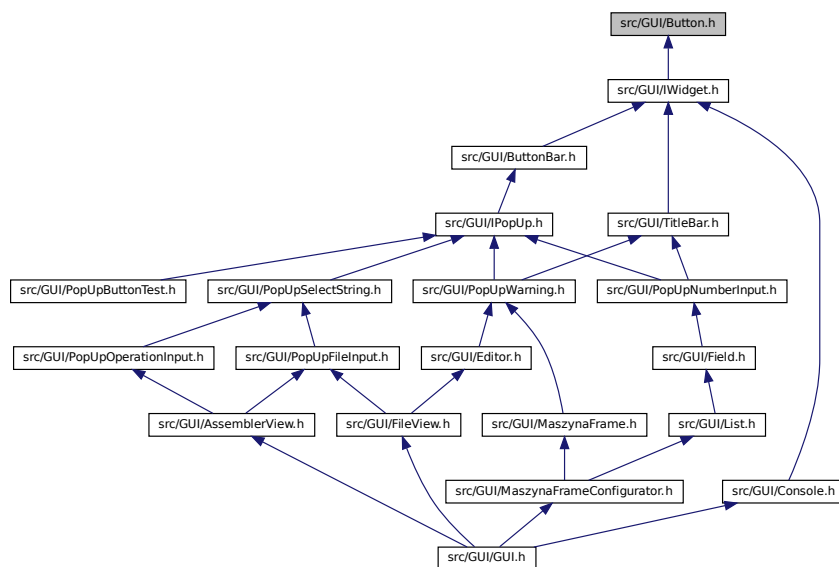 src/GUI/Button.h
src/GUI/IWidget.h
src/GUI/ButtonBar.h
src/GUI/IPopUp.h
src/GUI/TitleBar.h
src/GUI/PopUpButtonTest.h
src/GUI/PopUpSelectString.h
src/GUI/PopUpWarning.h
src/GUI/PopUpNumberInput.h
src/GUI/PopUpOperationInput.h
src/GUI/PopUpFileInput.h
src/GUI/Editor.h
src/GUI/Field.h
src/GUI/AssemblerView.h
src/GUI/FileView.h
src/GUI/MaszynaFrame.h
src/GUI/List.h
src/GUI/MaszynaFrameConfigurator.h
src/GUI/Console.h
src/GUI/GUI.h